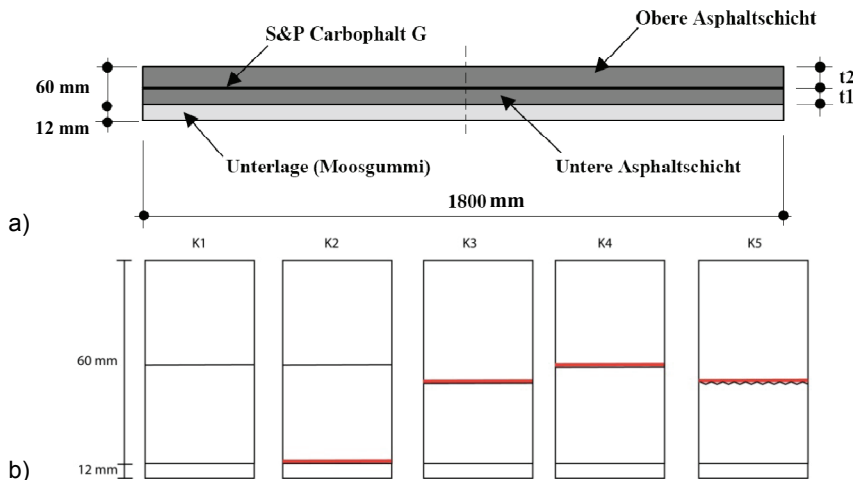 Obere Asphaltschicht
S&P Carbophalt G
60 mm
t2
t1
12 mm
Unterlage (Moosgummi)
Untere Asphaltschicht
1800 mm
a)
K1 K2 K3 K4 K5
60 mm
12 mm
b)